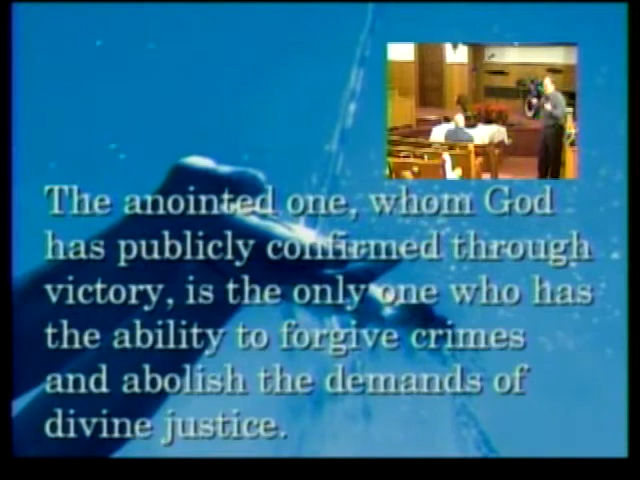 The anointed one, whom God
has publicly confirmed through
victory, is the only one who has
the ability to forgive crimes
and abolish the demands of
divine justice.